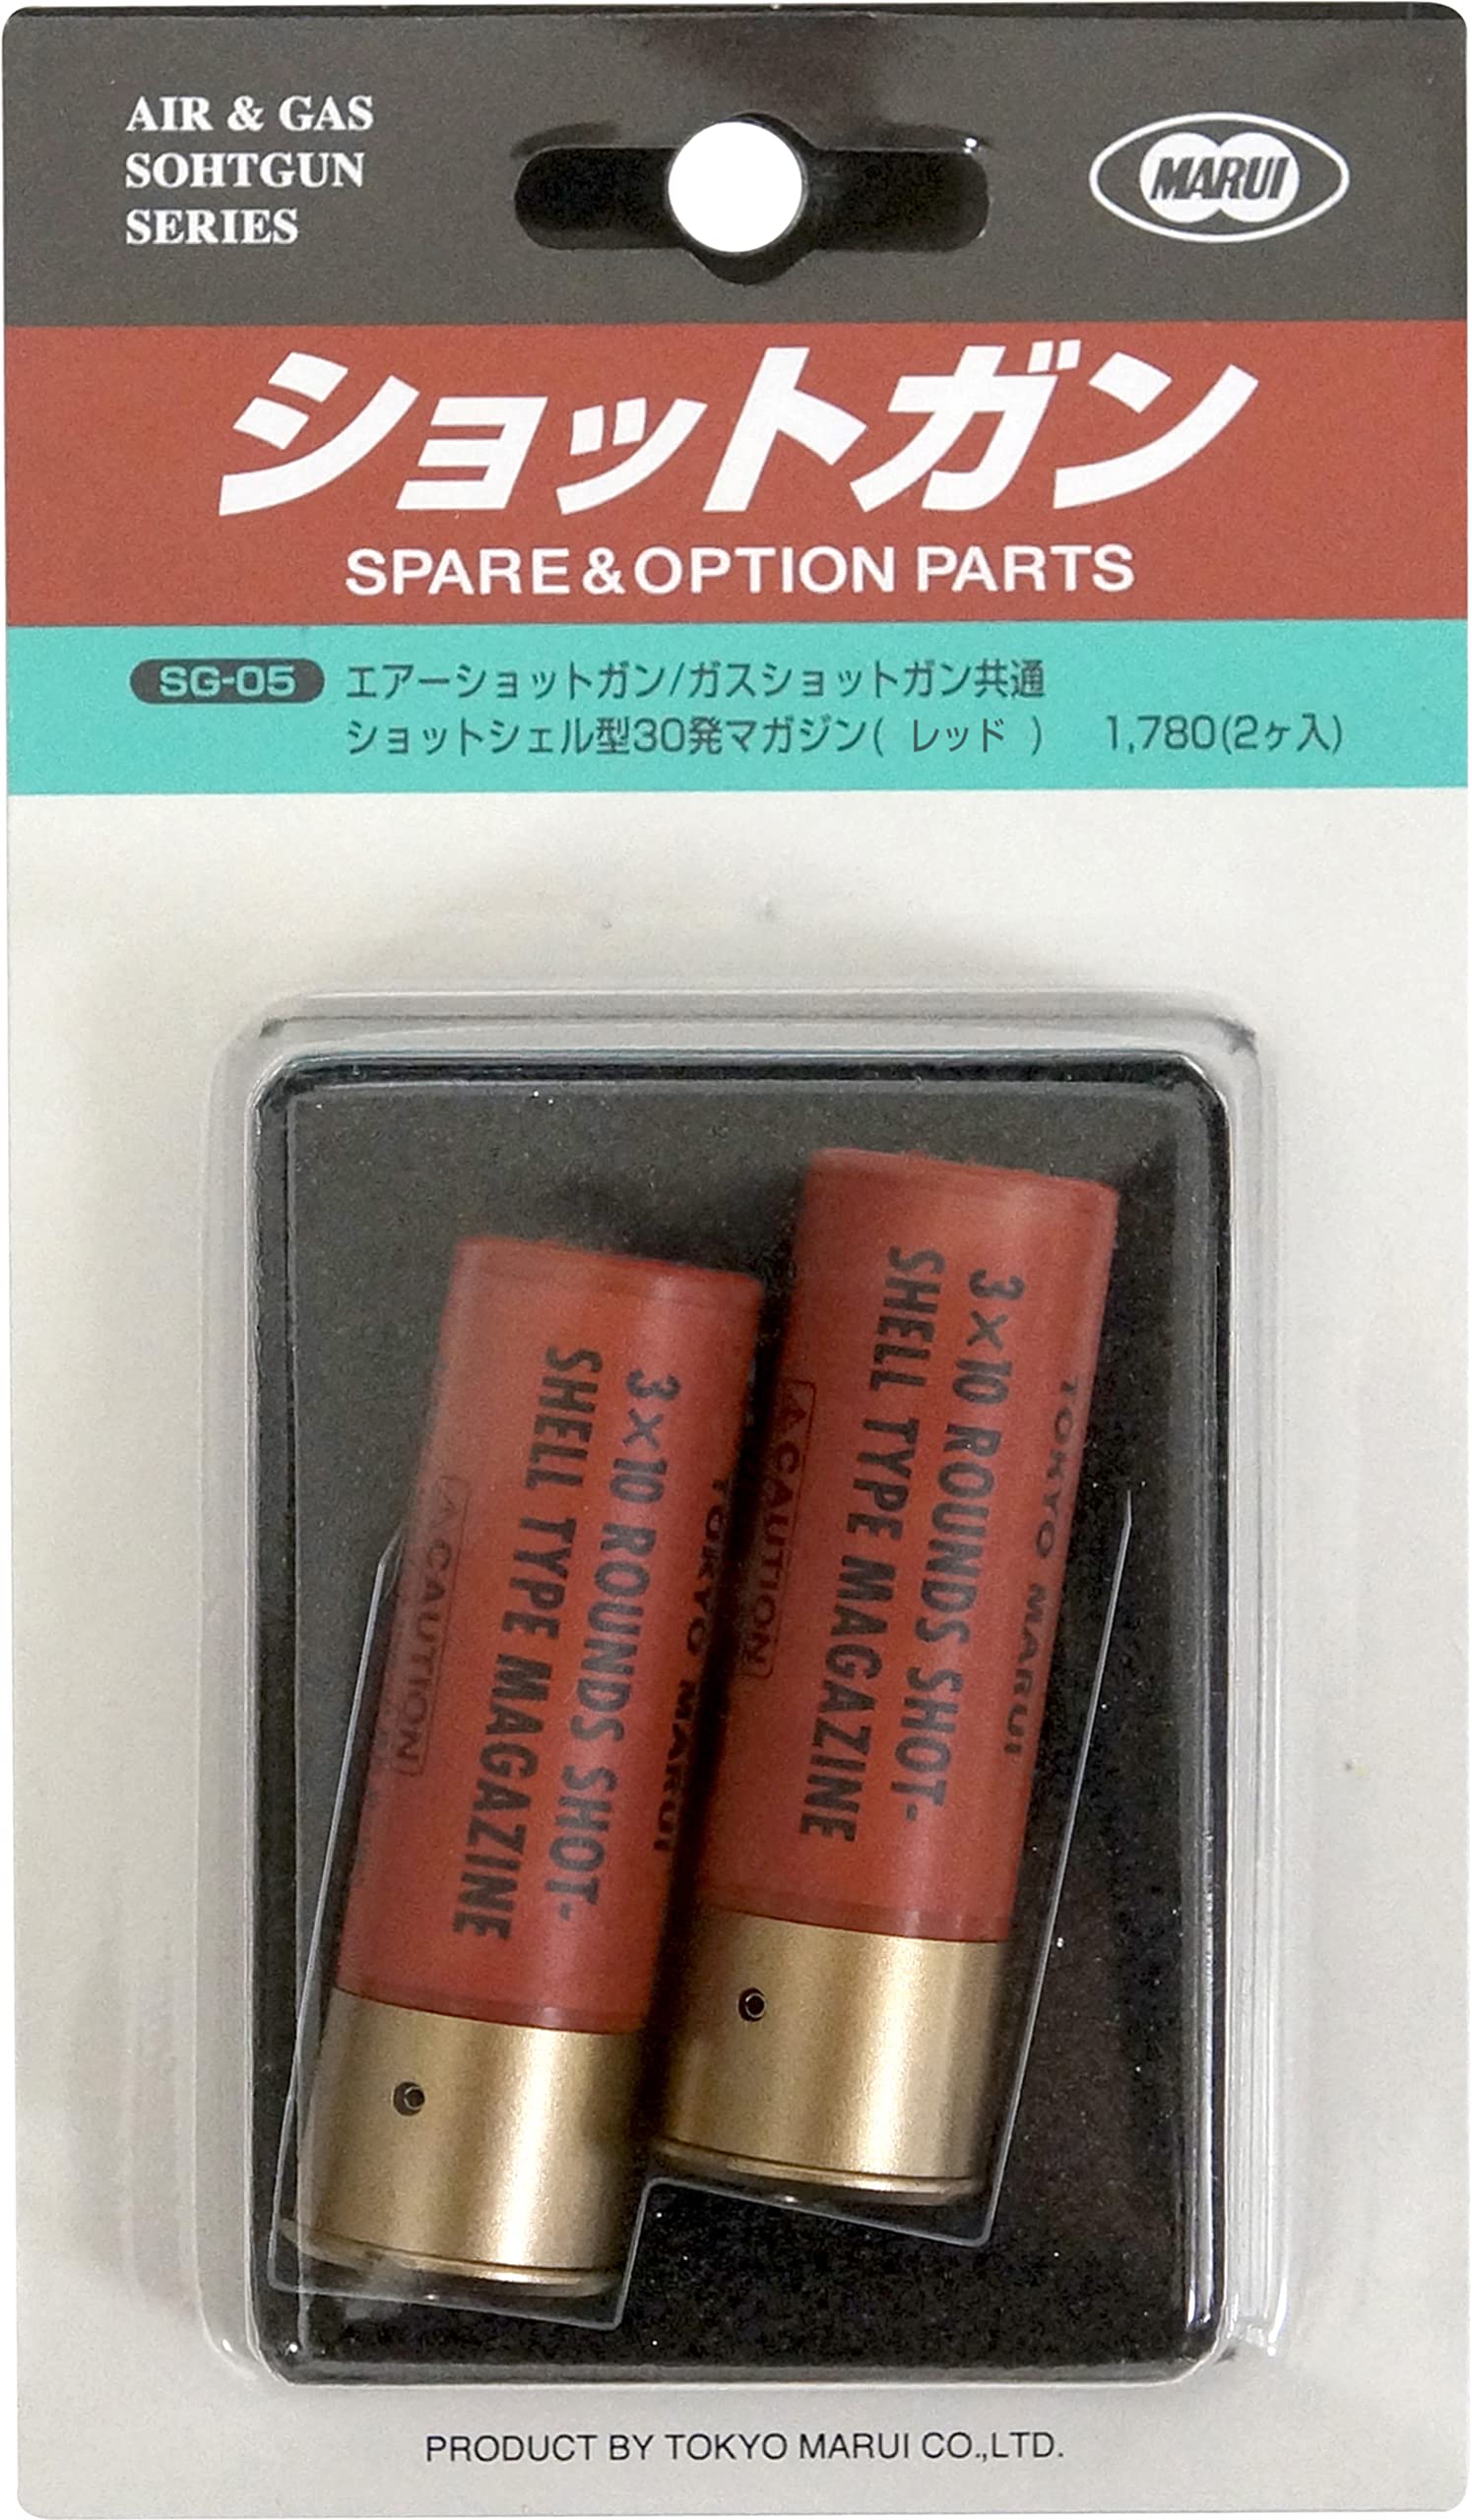 AIR & GAS
SOHTGUN
SERIES
MARUI
ショットガン
SPARE & OPTION PARTS
SG-05 エアーショットガン/ガスショットガン共通
ショットシェル型30発マガジン( レッド ) 1,780(2ヶ入)
TOKYO MARUI
3×10 ROUNDS SHOT-
SHELL TYPE MAGAZINE
⚠CAUTION
TOKYO MARUI
3×10 ROUNDS SHOT-
SHELL TYPE MAGAZINE
⚠CAUTION
PRODUCT BY TOKYO MARUI CO.,LTD.